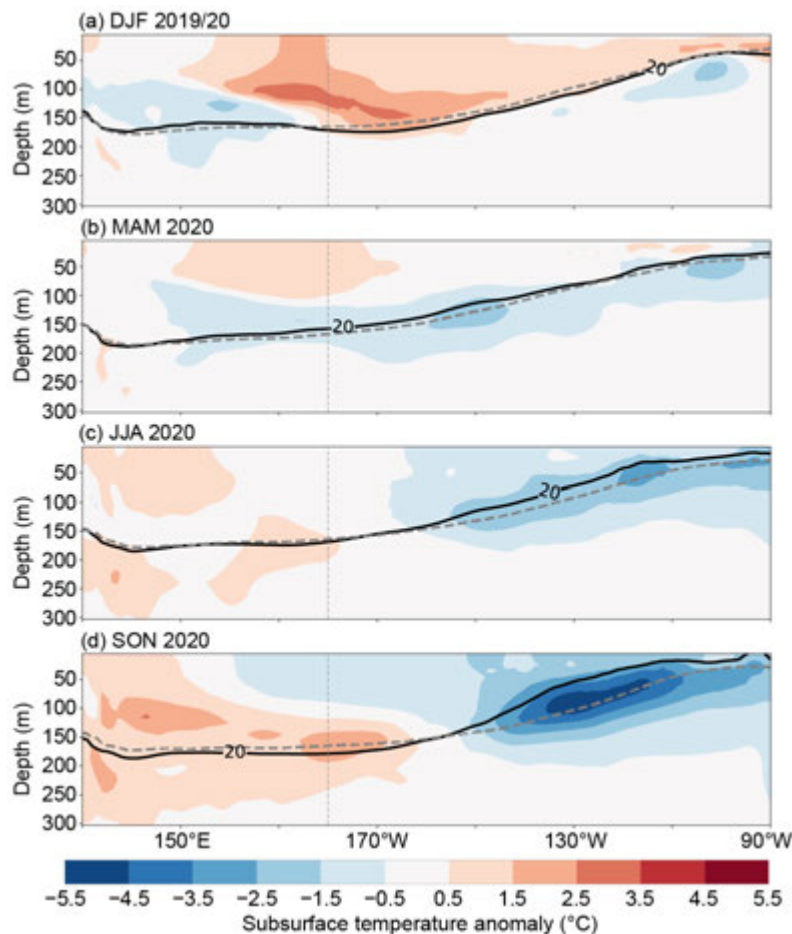 (a) DJF 2019/20
50
100
150
200
250
300
Depth (m)
20
(b) MAM 2020
50
100
150
200
250
300
Depth (m)
20
(c) JJA 2020
50
100
150
200
250
300
Depth (m)
20
(d) SON 2020
50
100
150
200
250
300
Depth (m)
20
150°E 170°W 130°W 90°W
−5.5 −4.5 −3.5 −2.5 −1.5 −0.5 0.5 1.5 2.5 3.5 4.5 5.5
Subsurface temperature anomaly (°C)